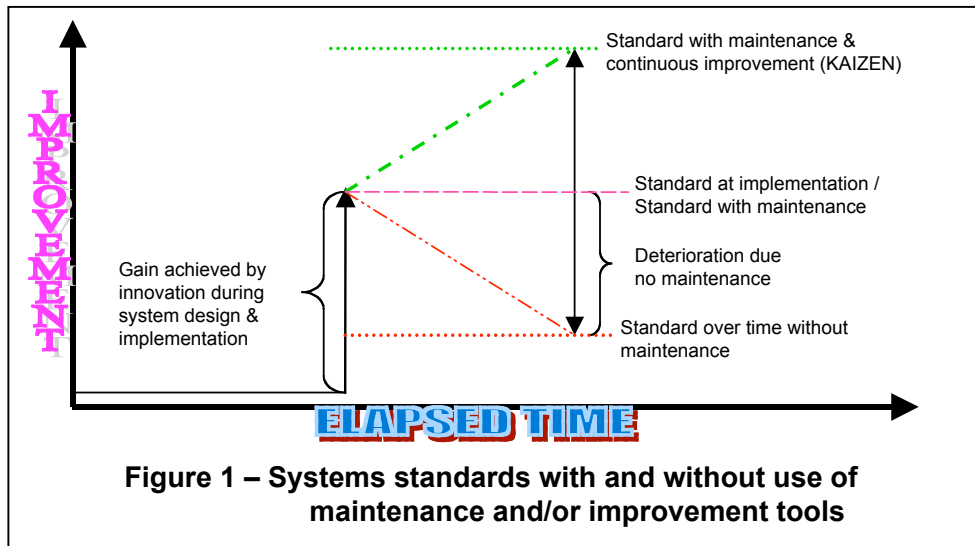 IMPROVEMENT
Standard with maintenance &
continuous improvement (KAIZEN)
Standard at implementation /
Standard with maintenance
Gain achieved by
innovation during
system design &
implementation
Deterioration due
no maintenance
Standard over time without
maintenance
ELAPSED TIME
Figure 1 – Systems standards with and without use of
maintenance and/or improvement tools